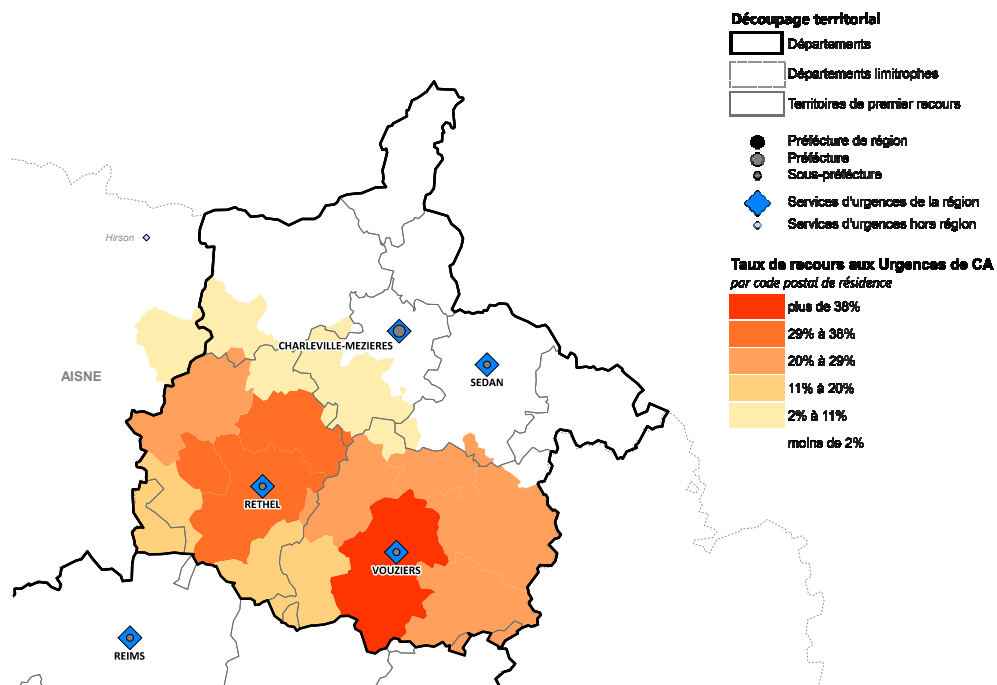 Découpage territorial
Départements
Départements limitrophes
Territoires de premier recours
Préfécture de région
Préfécture
Sous-préfécture
Services d'urgences de la région
Services d'urgences hors région
Taux de recours aux Urgences de CA
par code postal de résidence
plus de 38%
29% à 38%
20% à 29%
11% à 20%
2% à 11%
moins de 2%
Hirson
CHARLEVILLE-MEZIERES
AISNE
SEDAN
RETHEL
VOUZIERS
REIMS